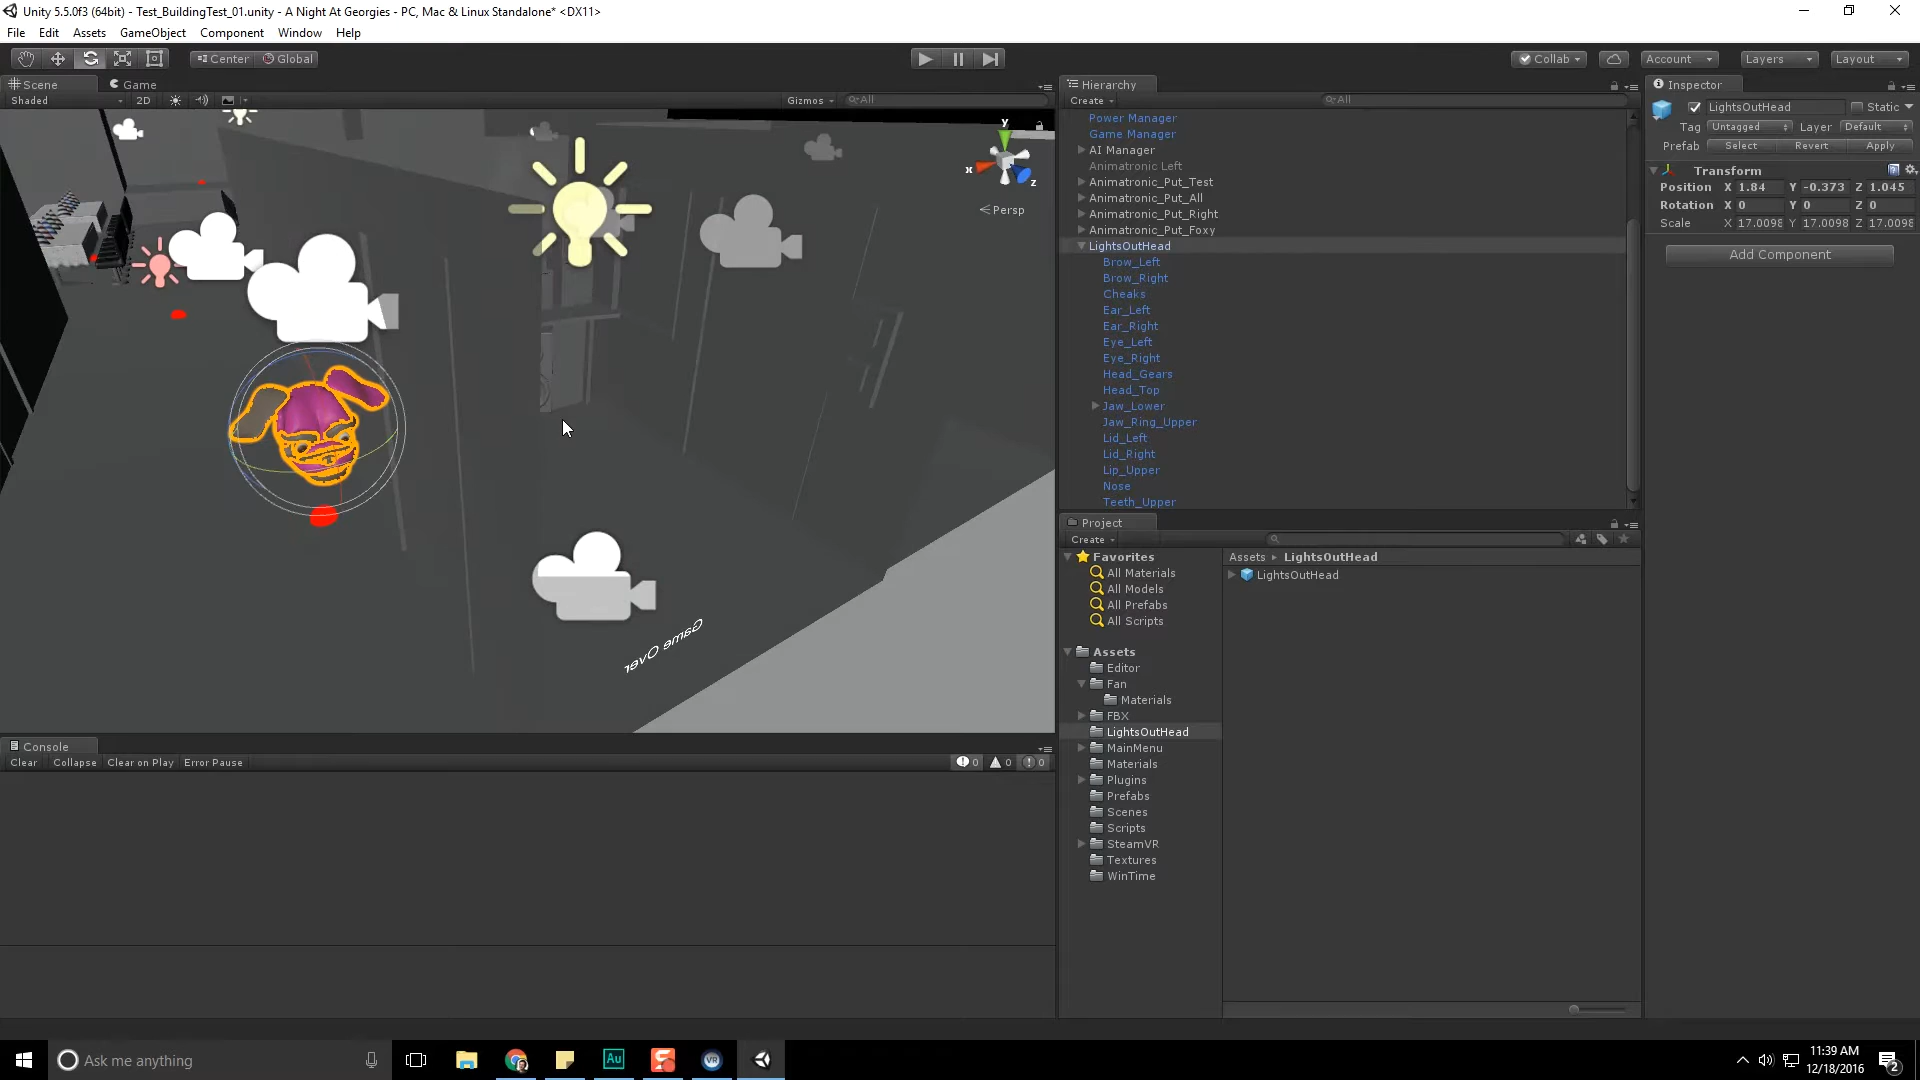 Unity 5.5.0f3 (64bit) - Test_BuildingTest_01.unity - A Night At Georgies - PC, Mac & Linux Standalone* <DX11>
File Edit Assets GameObject Component Window Help
Center Global
Collab Account Layers Layout
Scene Game
Shaded 2D Gizmos All
y
x
z
Persp
Game Over
Console
Clear Collapse Clear on Play Error Pause 0 0 0
Hierarchy
Create All
Power Manager
Game Manager
AI Manager
Animatronic Left
Animatronic_Put_Test
Animatronic_Put_All
Animatronic_Put_Right
Animatronic_Put_Foxy
LightsOutHead
Brow_Left
Brow_Right
Cheaks
Ear_Left
Ear_Right
Eye_Left
Eye_Right
Head_Gears
Head_Top
Jaw_Lower
Jaw_Ring_Upper
Lid_Left
Lid_Right
Lip_Upper
Nose
Teeth_Upper
Project
Create
Favorites
All Materials
All Models
All Prefabs
All Scripts
Assets
Editor
Fan
Materials
FBX
LightsOutHead
MainMenu
Materials
Plugins
Prefabs
Scenes
Scripts
SteamVR
Textures
WinTime
Assets LightsOutHead
LightsOutHead
Inspector
LightsOutHead Static
Tag Untagged Layer Default
Prefab Select Revert Apply
Transform
Position X 1.84 Y -0.373 Z 1.045
Rotation X 0 Y 0 Z 0
Scale X 17.0098 Y 17.0098 Z 17.0098
Add Component
Ask me anything
Au
VR
11:39 AM
12/18/2016
2